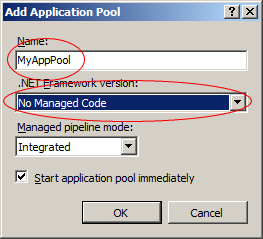 Add Application Pool
Name:
MyAppPool
.NET Framework version:
No Managed Code
Managed pipeline mode:
Integrated
Start application pool immediately
OK
Cancel